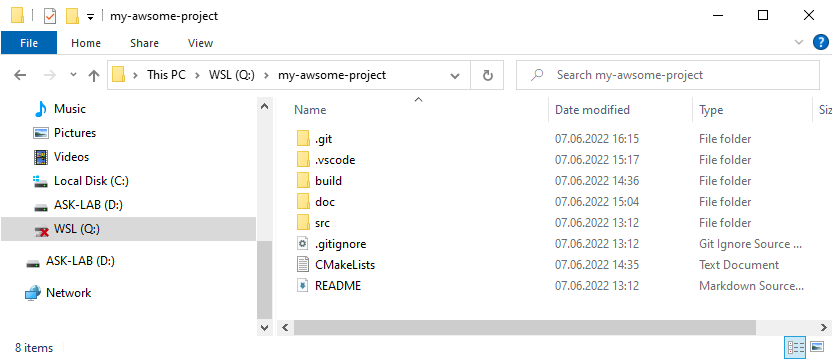 my-awsome-project
File Home Share View
This PC WSL (Q:) my-awsome-project
Search my-awsome-project
Music
Pictures
Videos
Local Disk (C:)
ASK-LAB (D:)
WSL (Q:)
ASK-LAB (D:)
Network
Name Date modified Type Siz
.git 07.06.2022 16:15 File folder
.vscode 07.06.2022 15:17 File folder
build 07.06.2022 14:36 File folder
doc 07.06.2022 15:04 File folder
src 07.06.2022 13:12 File folder
.gitignore 07.06.2022 13:12 Git Ignore Source ...
CMakeLists 07.06.2022 14:35 Text Document
README 07.06.2022 13:12 Markdown Source...
8 items